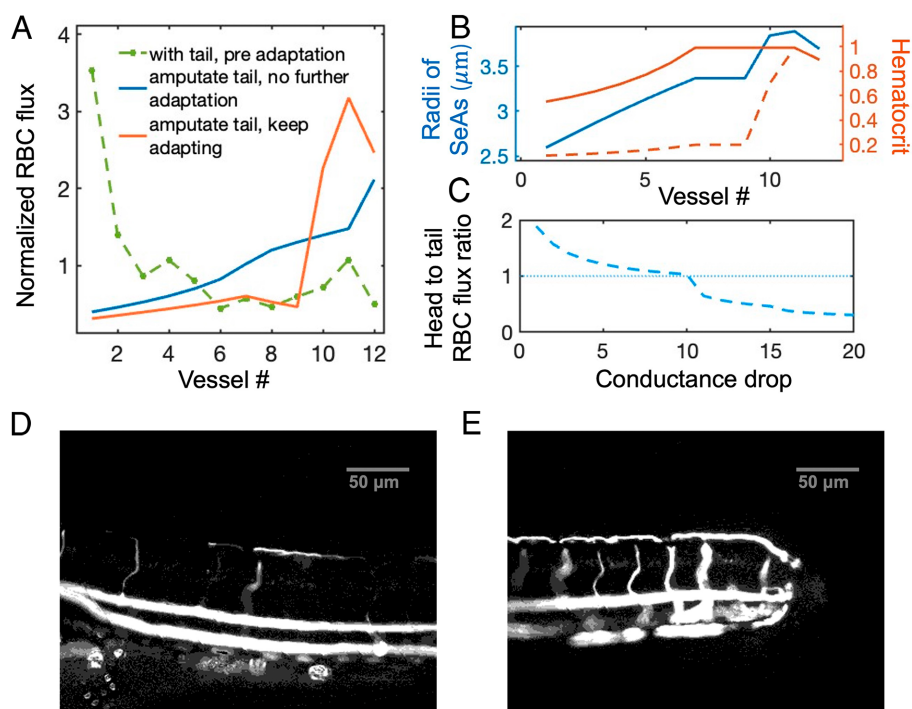 A
4
3
2
1
Normalized RBC flux
with tail, pre adaptation
amputate tail, no further
adaptation
amputate tail, keep
adapting
2 4 6 8 10 12
Vessel #
B
Radii of
SeAs (μm)
3.5
3
2.5
1
0.8
0.6
0.4
0.2
Hematocrit
0 5 10
Vessel #
C
Head to tail
RBC flux ratio
2
1
0
0 5 10 15 20
Conductance drop
D
50 μm
E
50 μm